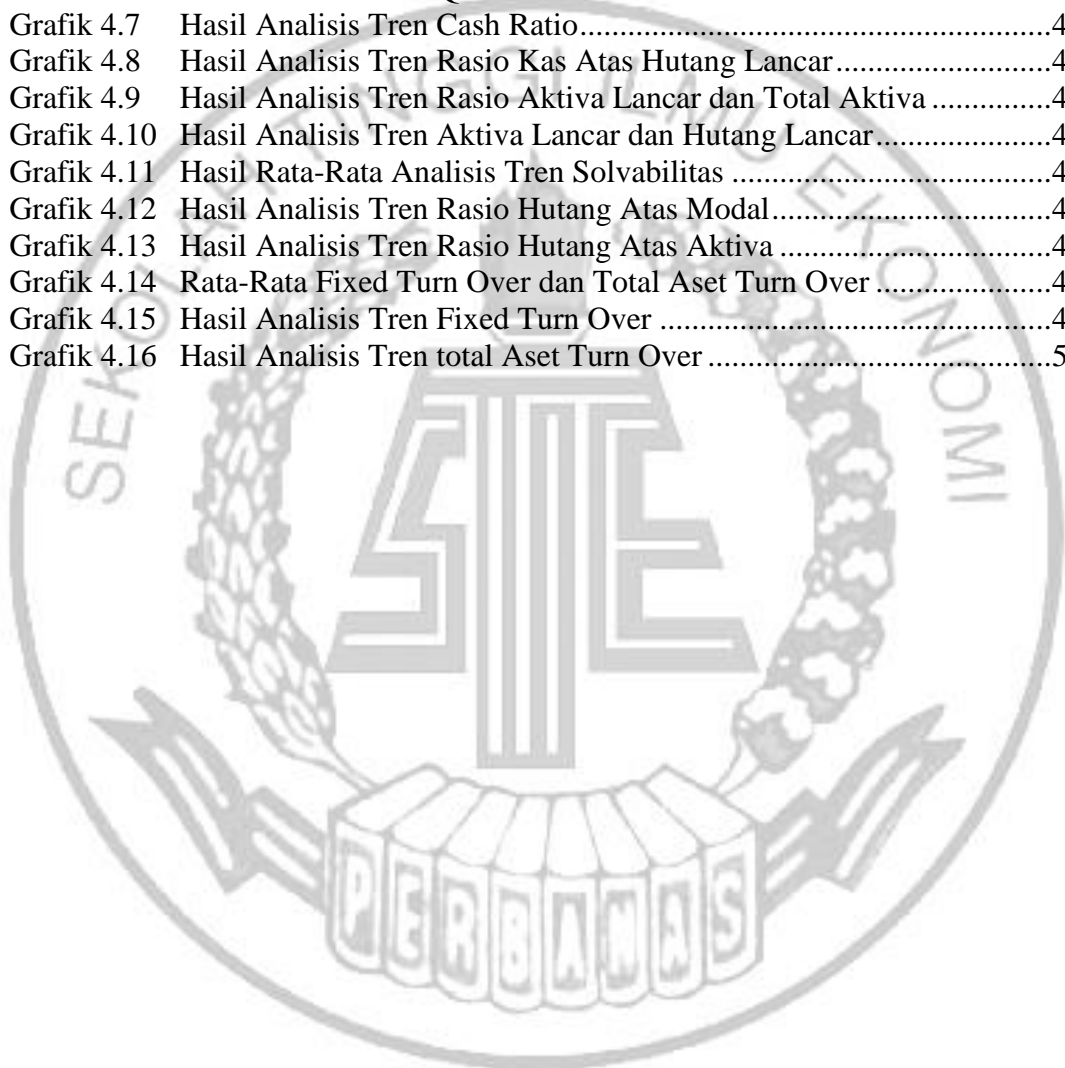 Grafik 4.7 Hasil Analisis Tren Cash Ratio............................................................4
Grafik 4.8 Hasil Analisis Tren Rasio Kas Atas Hutang Lancar............................4
Grafik 4.9 Hasil Analisis Tren Rasio Aktiva Lancar dan Total Aktiva ................4
Grafik 4.10 Hasil Analisis Tren Aktiva Lancar dan Hutang Lancar......................4
Grafik 4.11 Hasil Rata-Rata Analisis Tren Solvabilitas ........................................4
Grafik 4.12 Hasil Analisis Tren Rasio Hutang Atas Modal...................................4
Grafik 4.13 Hasil Analisis Tren Rasio Hutang Atas Aktiva ..................................4
Grafik 4.14 Rata-Rata Fixed Turn Over dan Total Aset Turn Over ......................4
Grafik 4.15 Hasil Analisis Tren Fixed Turn Over .................................................4
Grafik 4.16 Hasil Analisis Tren total Aset Turn Over ...........................................5
SEKOLAH TINGGI ILMU EKONOMI
STIE
PERBANAS